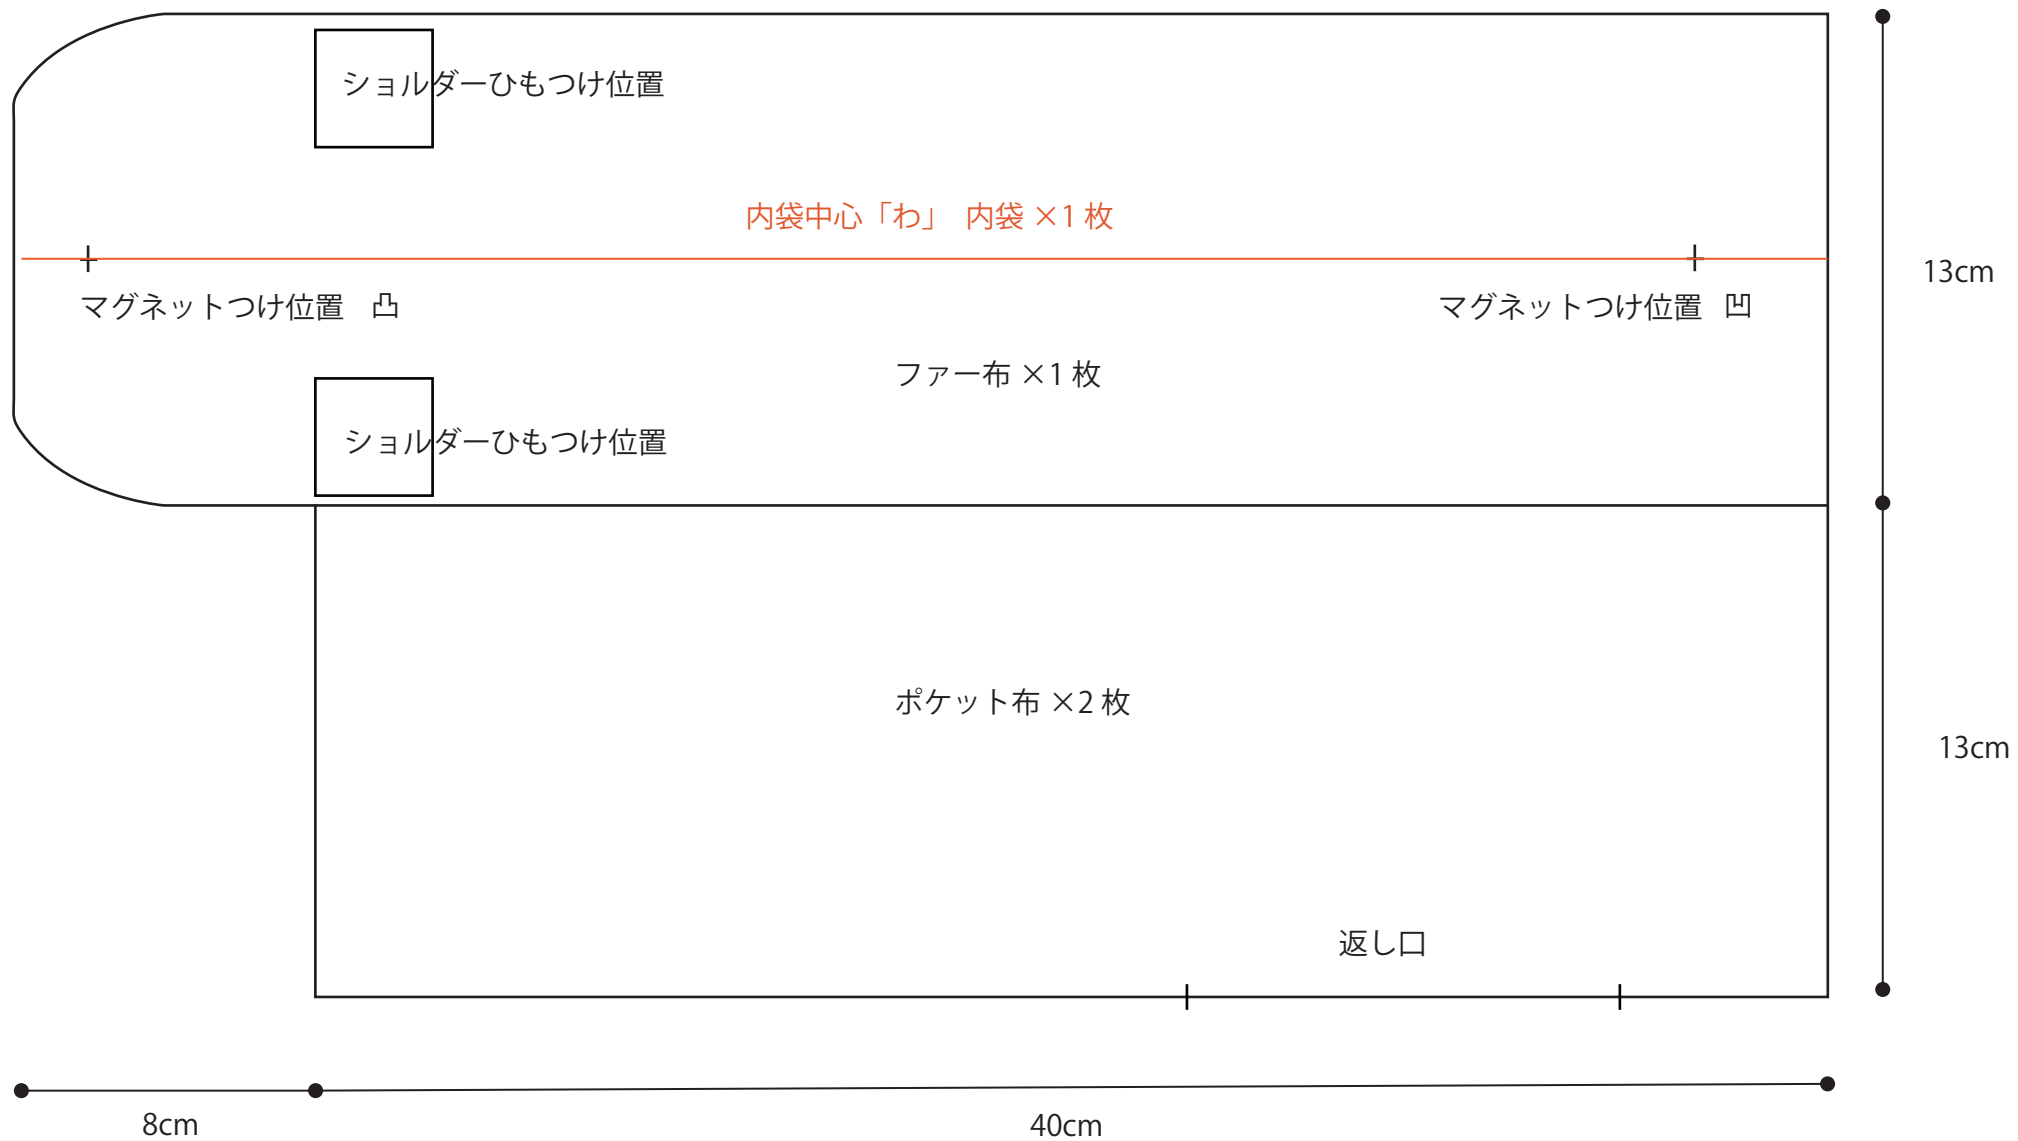 ショルダーひもつけ位置
内袋中心「わ」 内袋 ×1 枚
13cm
マグネットつけ位置 凸
マグネットつけ位置 凹
ファー布 ×1 枚
ショルダーひもつけ位置
ポケット布 ×2 枚
13cm
返し口
8cm
40cm